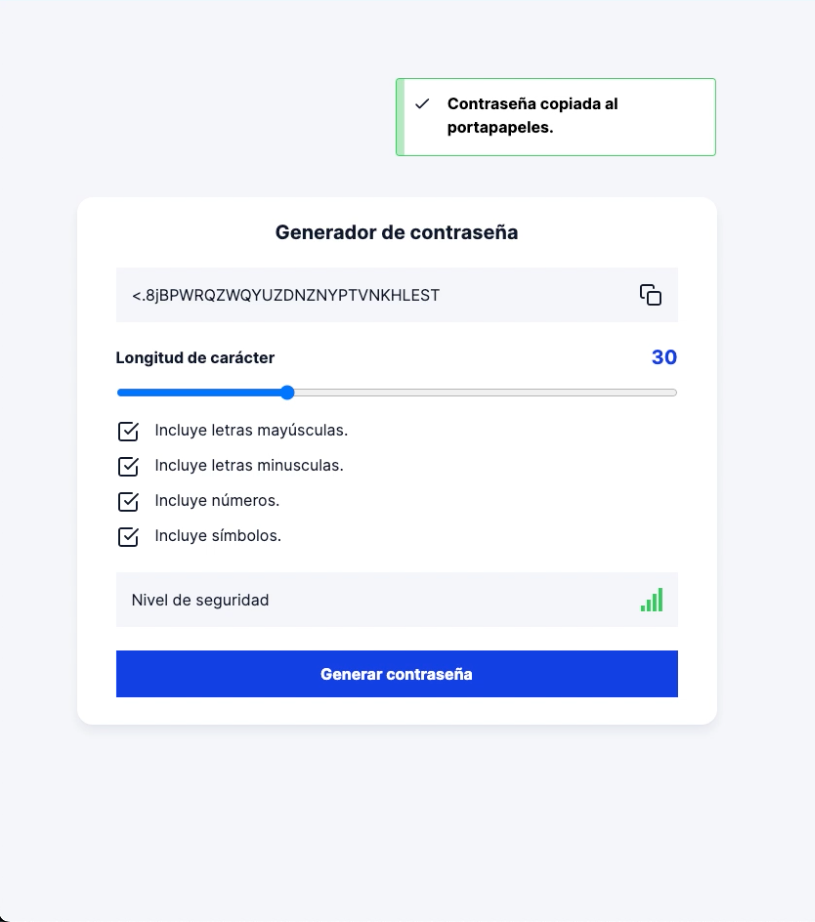 Contraseña copiada al
portapapeles.
Generador de contraseña
<.8jBPWRQZWQYUZDNZNYPTVNKHLEST
Longitud de carácter
30
Incluye letras mayúsculas.
Incluye letras minusculas.
Incluye números.
Incluye símbolos.
Nivel de seguridad
Generar contraseña